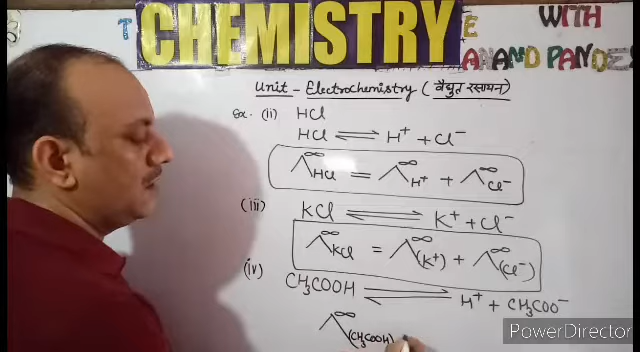 T CHEMISTRY E WITH
ANAND PANDE
Unit - Electrochemistry (वैद्युत रसायन)
Ex. (ii) HCl
HCl ⇌ H⁺ + Cl⁻
Λ^∞ HCl = Λ^∞ H⁺ + Λ^∞ Cl⁻
(iii) KCl ⇌ K⁺ + Cl⁻
Λ^∞ KCl = Λ^∞ (K⁺) + Λ^∞ (Cl⁻)
(iv) CH₃COOH ⇌ H⁺ + CH₃COO⁻
Λ^∞ (CH₃COOH)
PowerDirector